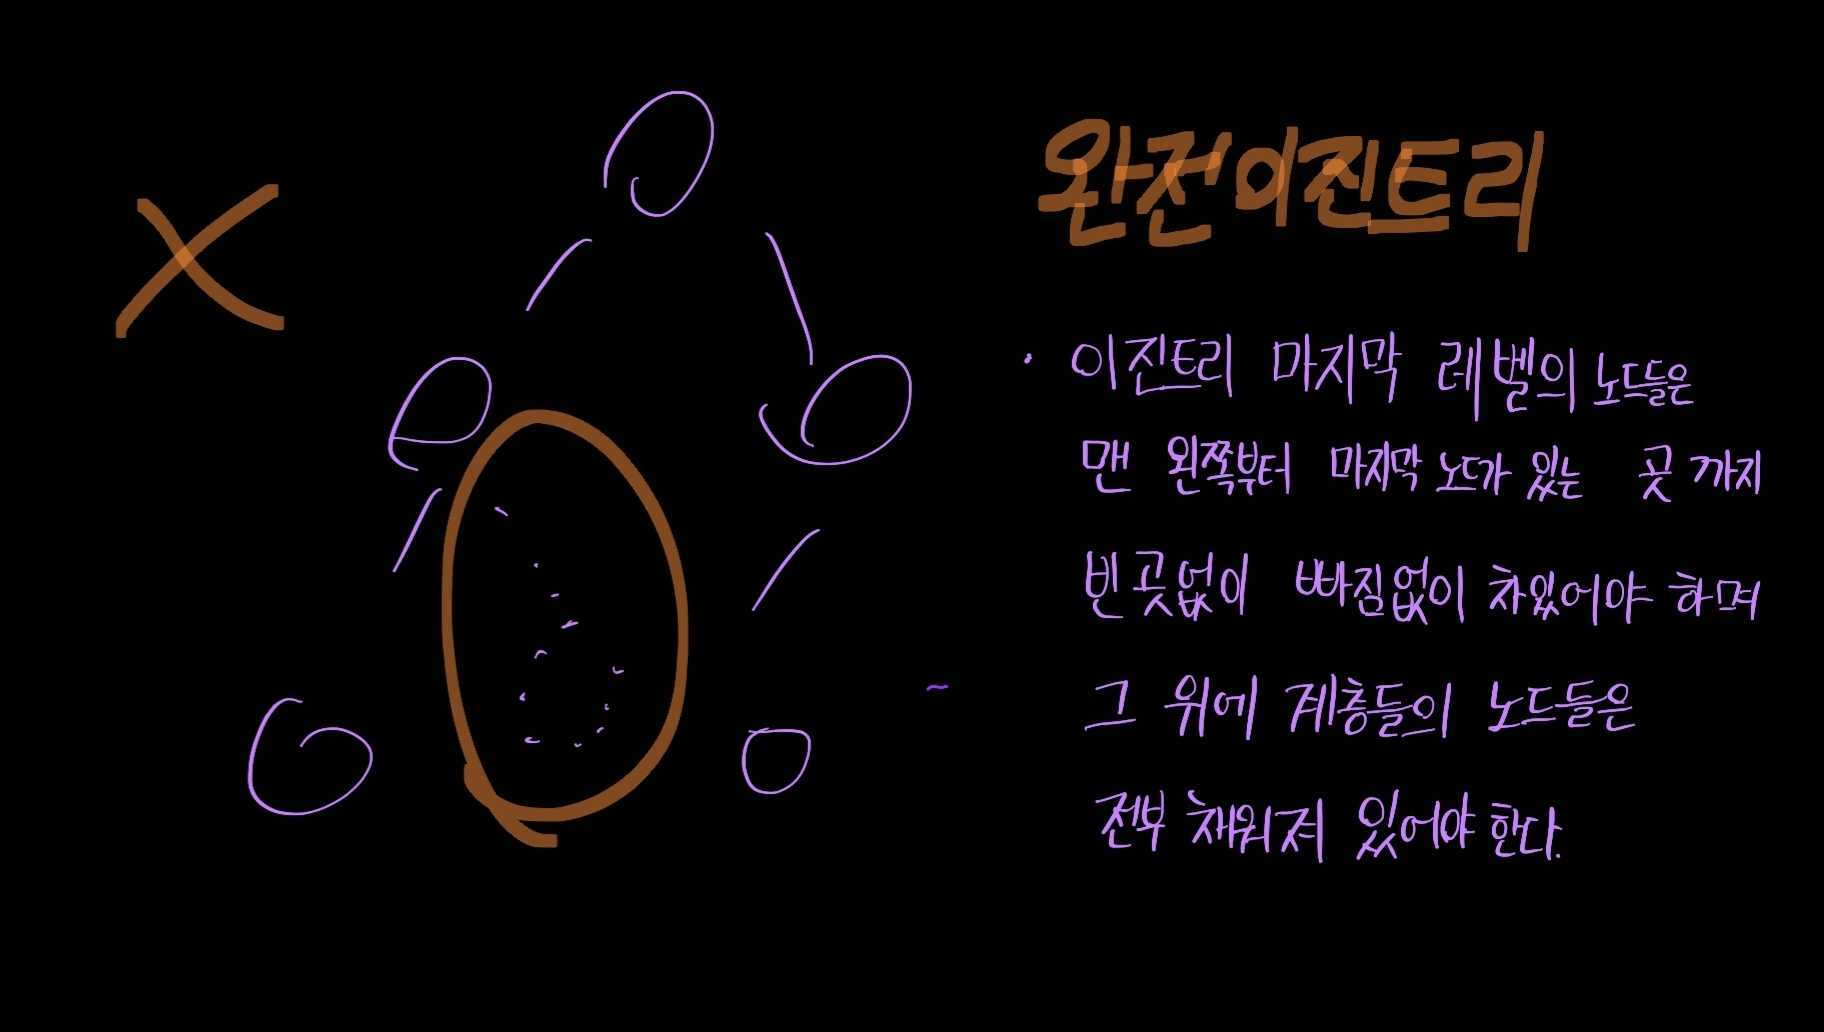 완전이진트리
· 이진트리 마지막 레벨의 노드들은
맨 왼쪽부터 마지막 노드가 있는 곳 까지
빈곳없이 빠짐없이 차있어야 하며
그 위에 계층들의 노드들은
전부 채워져 있어야 한다.